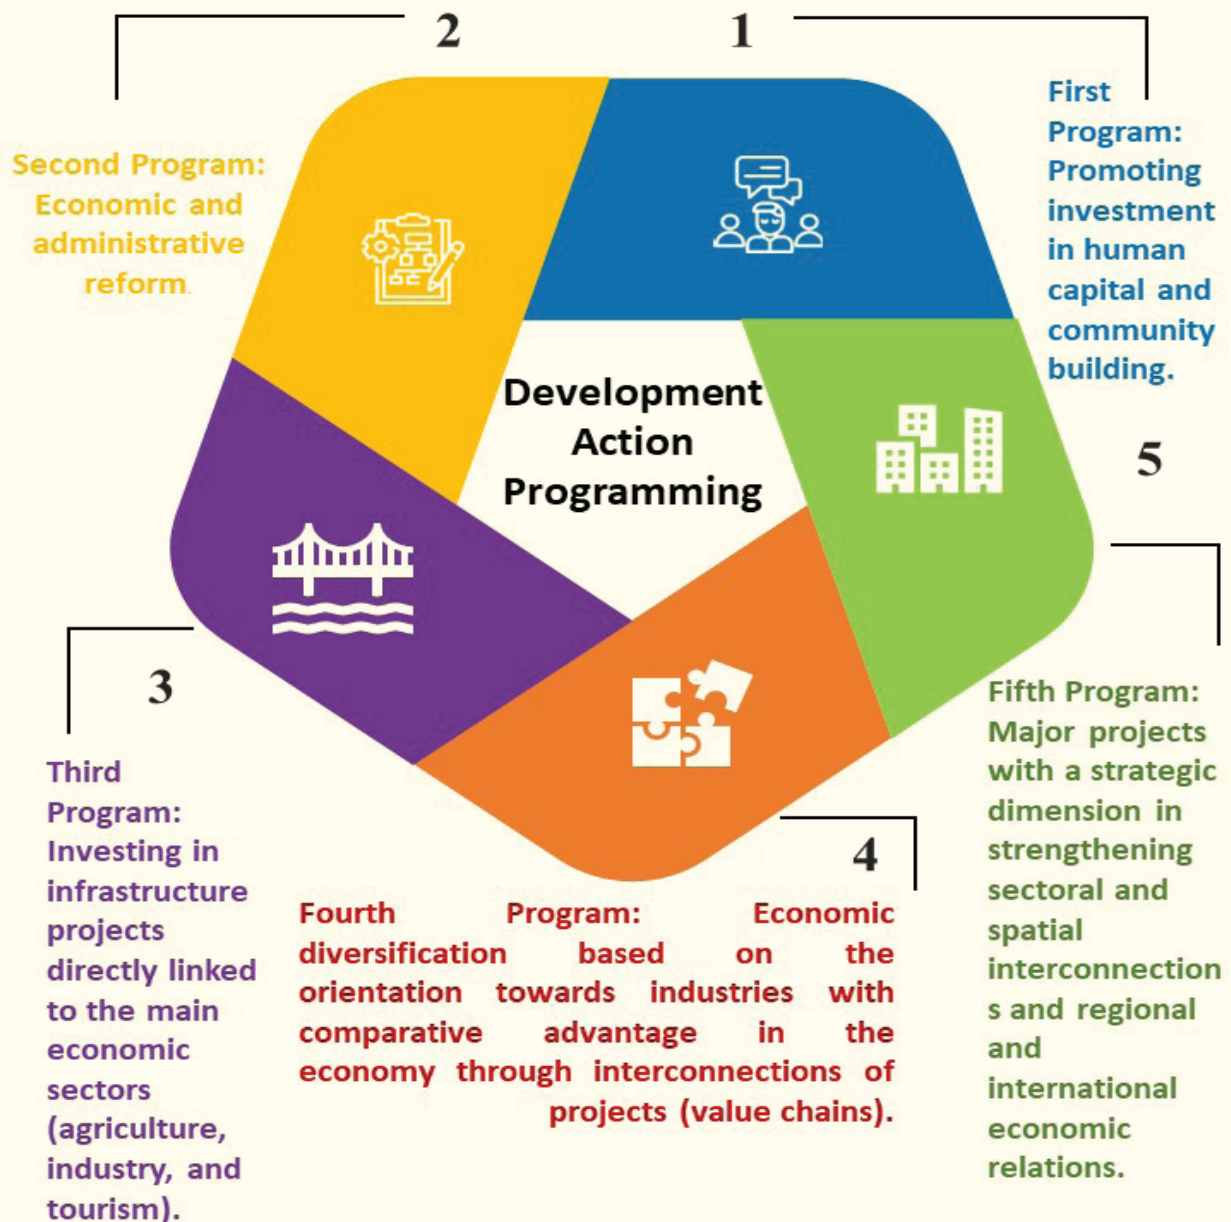 2
1
First
Program:
Promoting
investment
in human
capital and
community
building.
Second Program:
Economic and
administrative
reform.
Development
Action
Programming
5
3
Third
Program:
Investing in
infrastructure
projects
directly linked
to the main
economic
sectors
(agriculture,
industry, and
tourism).
4
Fourth Program: Economic
diversification based on the
orientation towards industries with
comparative advantage in the
economy through interconnections of
projects (value chains).
Fifth Program:
Major projects
with a strategic
dimension in
strengthening
sectoral and
spatial
interconnection
s and regional
and
international
economic
relations.